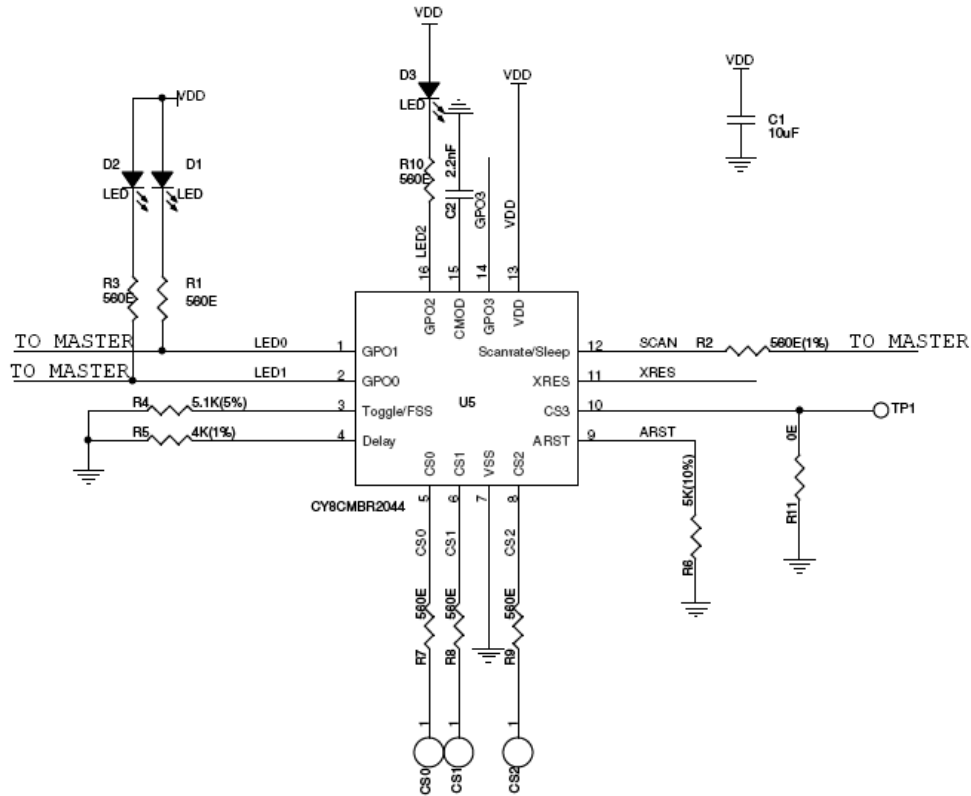 VDD
D3
LED
VDD
VDD
C1
10uF
VDD
D2
D1
LED
LED
R10
560E
2.2nF
C2
GPO3
VDD
LED2
R3
560E
R1
560E
16
15
14
13
GPO2
CMOD
GPO3
VDD
TO MASTER
LED0
1
GPO1
Scanrate/Sleep
12
SCAN
R2
560E(1%)
TO MASTER
TO MASTER
LED1
2
GPO0
XRES
11
XRES
R4
5.1K(5%)
3
Toggle/FSS
U5
CS3
10
TP1
R5
4K(1%)
4
Delay
ARST
9
ARST
0E
R11
5K(10%)
R6
CS0
CS1
VSS
CS2
CY8CMBR2044
5
6
7
8
CS0
CS1
CS2
560E
560E
560E
R7
R8
R9
1
1
1
CS0
CS1
CS2